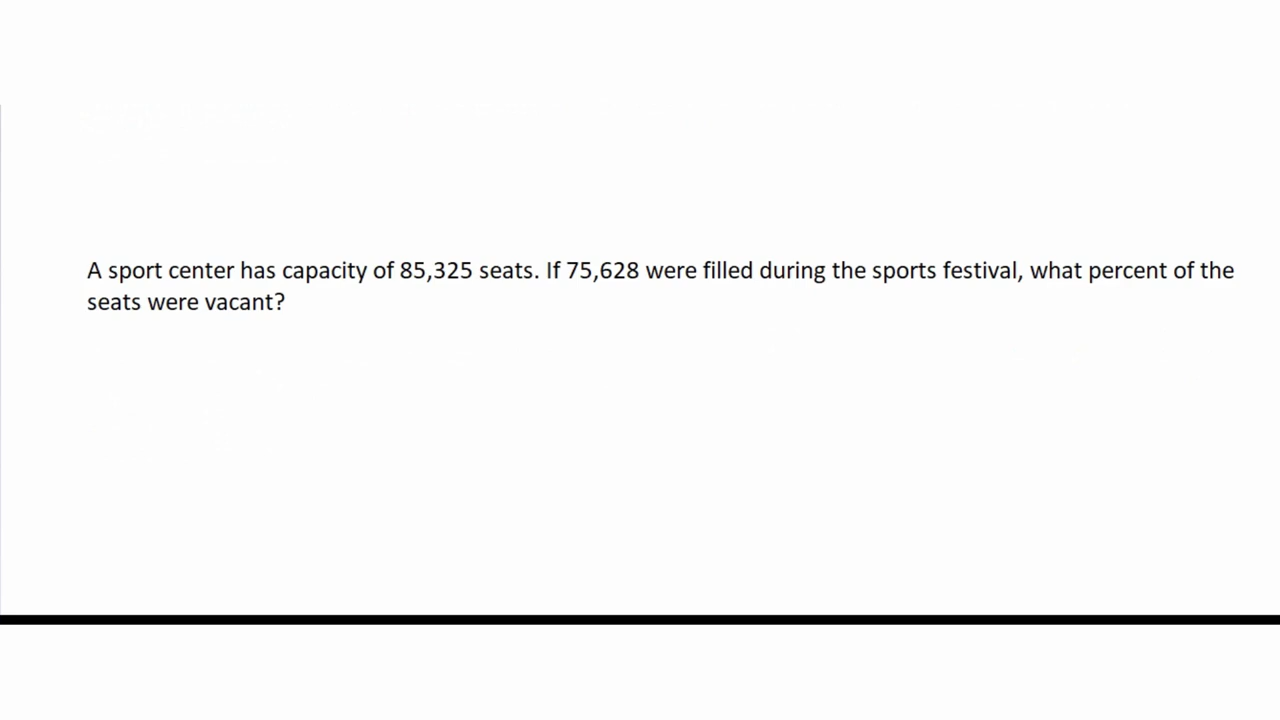 A sport center has capacity of 85,325 seats. If 75,628 were filled during the sports festival, what percent of the
seats were vacant?